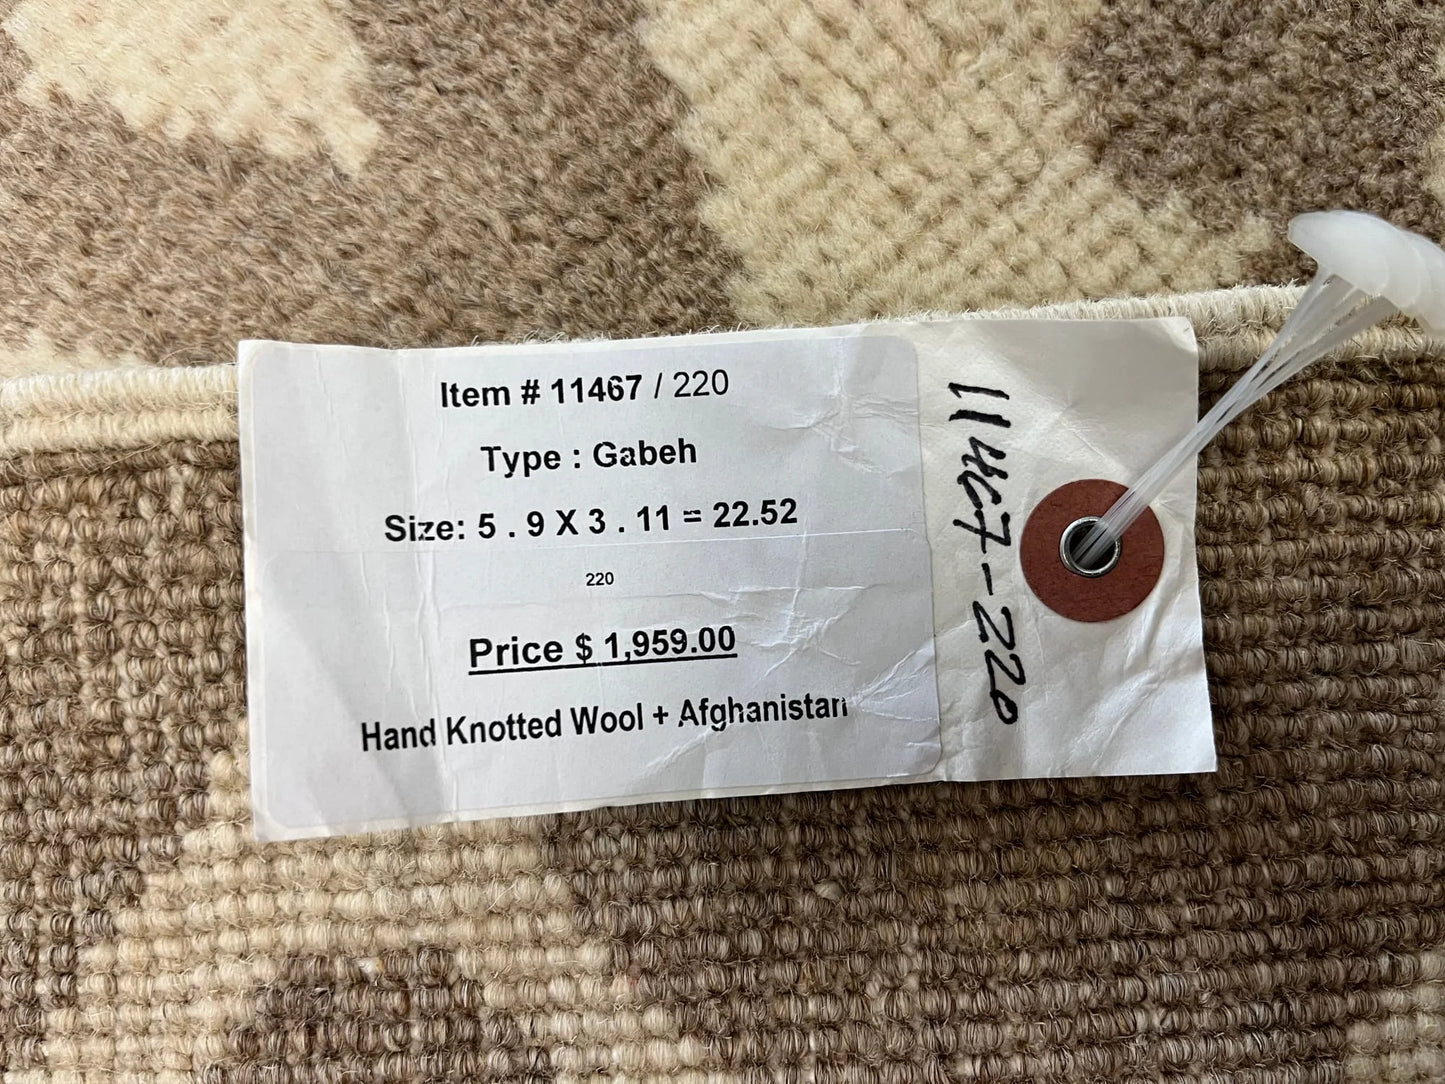 Item # 11467 / 220
Type : Gabeh
Size: 5 . 9 X 3 . 11 = 22.52
220
Price $ 1,959.00
Hand Knotted Wool + Afghanistan
11467-220